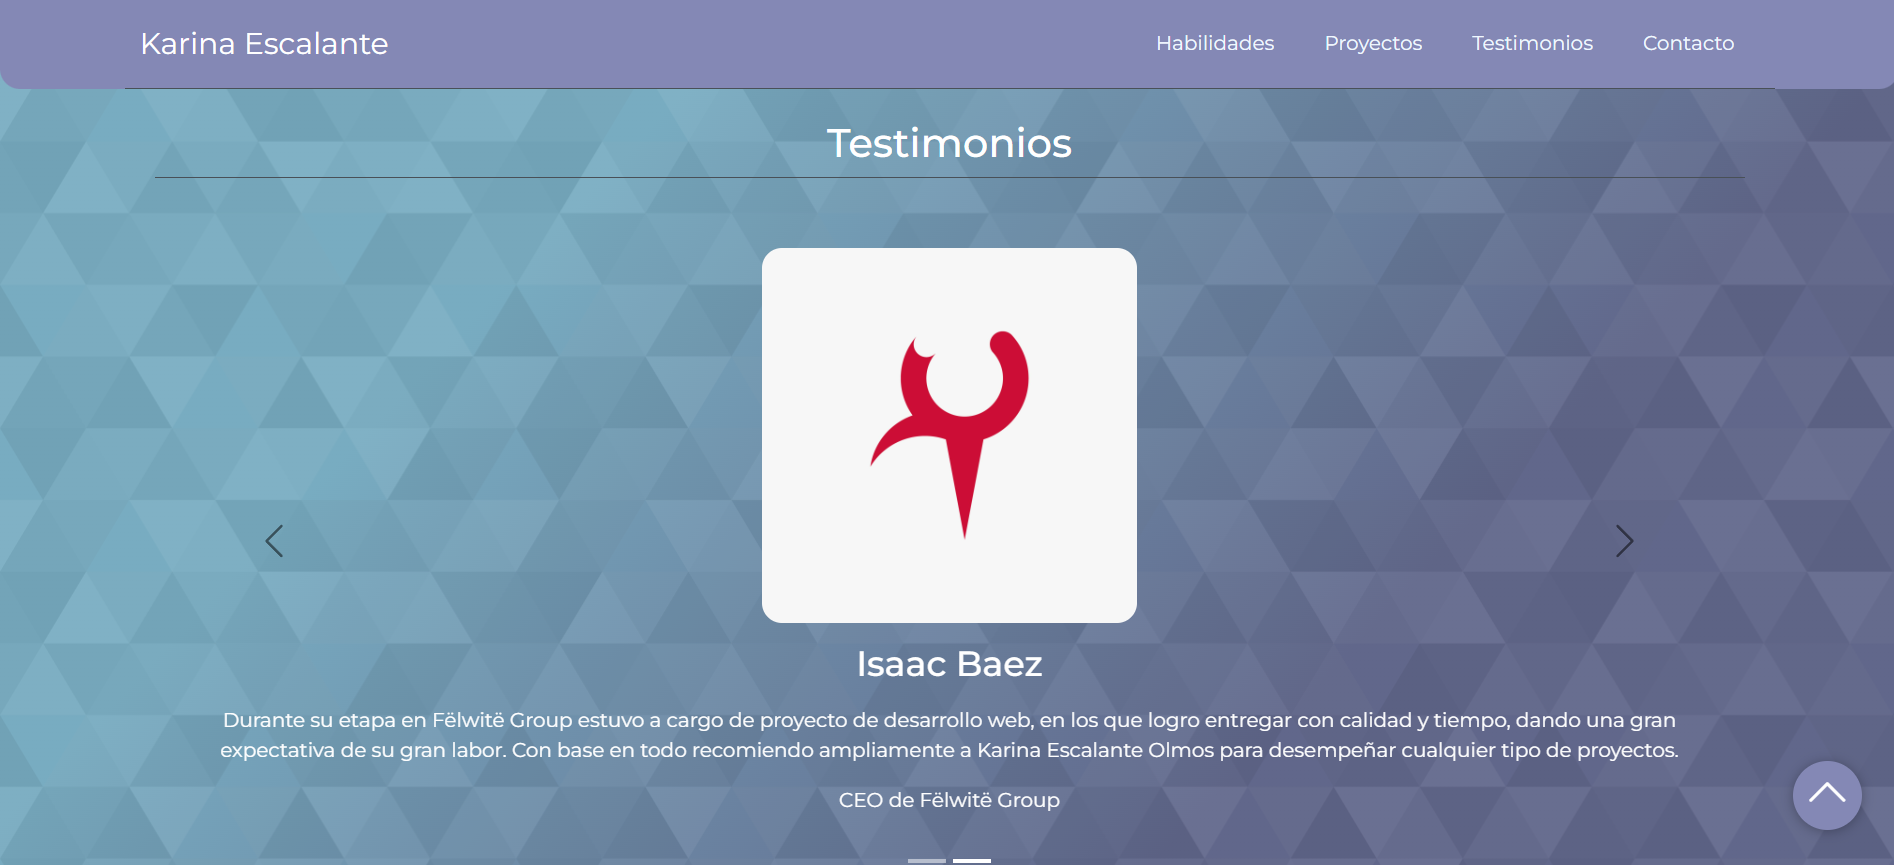 Karina Escalante
Habilidades
Proyectos
Testimonios
Contacto
Testimonios
Isaac Baez
Durante su etapa en Fëlwitë Group estuvo a cargo de proyecto de desarrollo web, en los que logro entregar con calidad y tiempo, dando una gran
expectativa de su gran labor. Con base en todo recomiendo ampliamente a Karina Escalante Olmos para desempeñar cualquier tipo de proyectos.
CEO de Fëlwitë Group